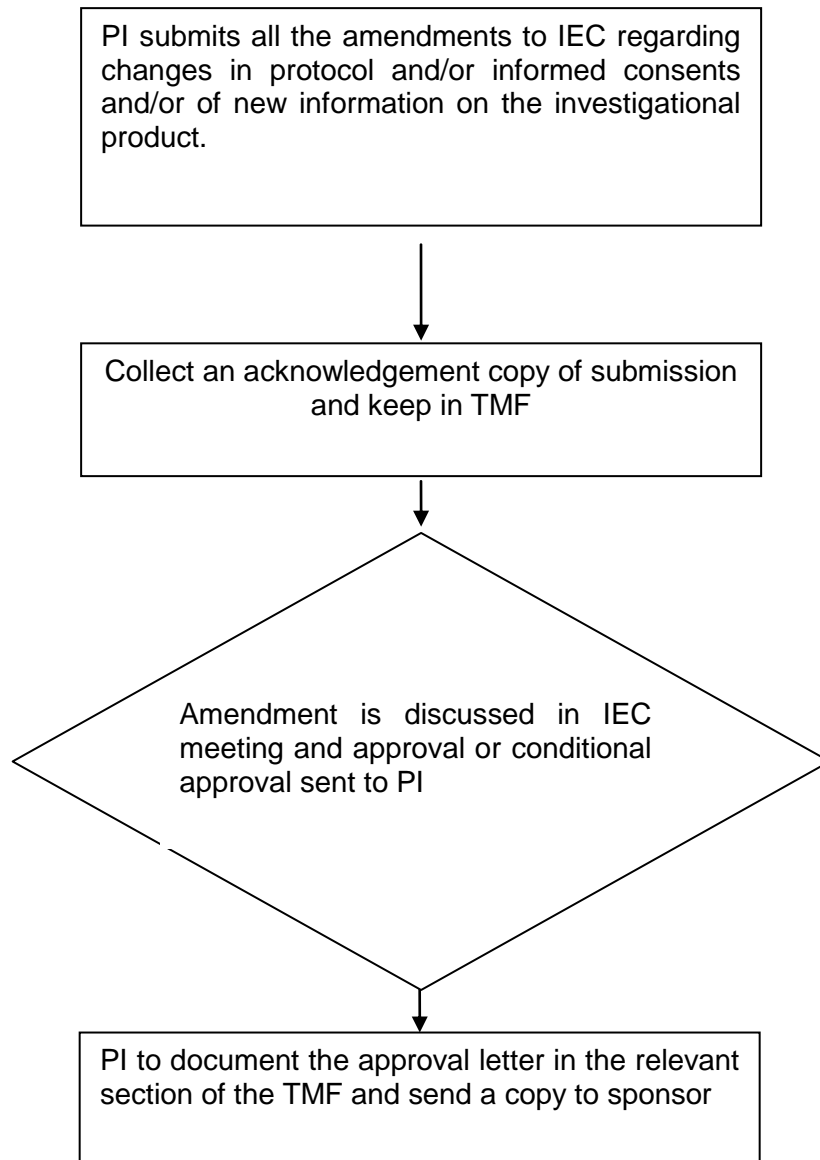 PI submits all the amendments to IEC regarding
changes in protocol and/or informed consents
and/or of new information on the investigational
product.
Collect an acknowledgement copy of submission
and keep in TMF
Amendment is discussed in IEC
meeting and approval or conditional
approval sent to PI
PI to document the approval letter in the relevant
section of the TMF and send a copy to sponsor